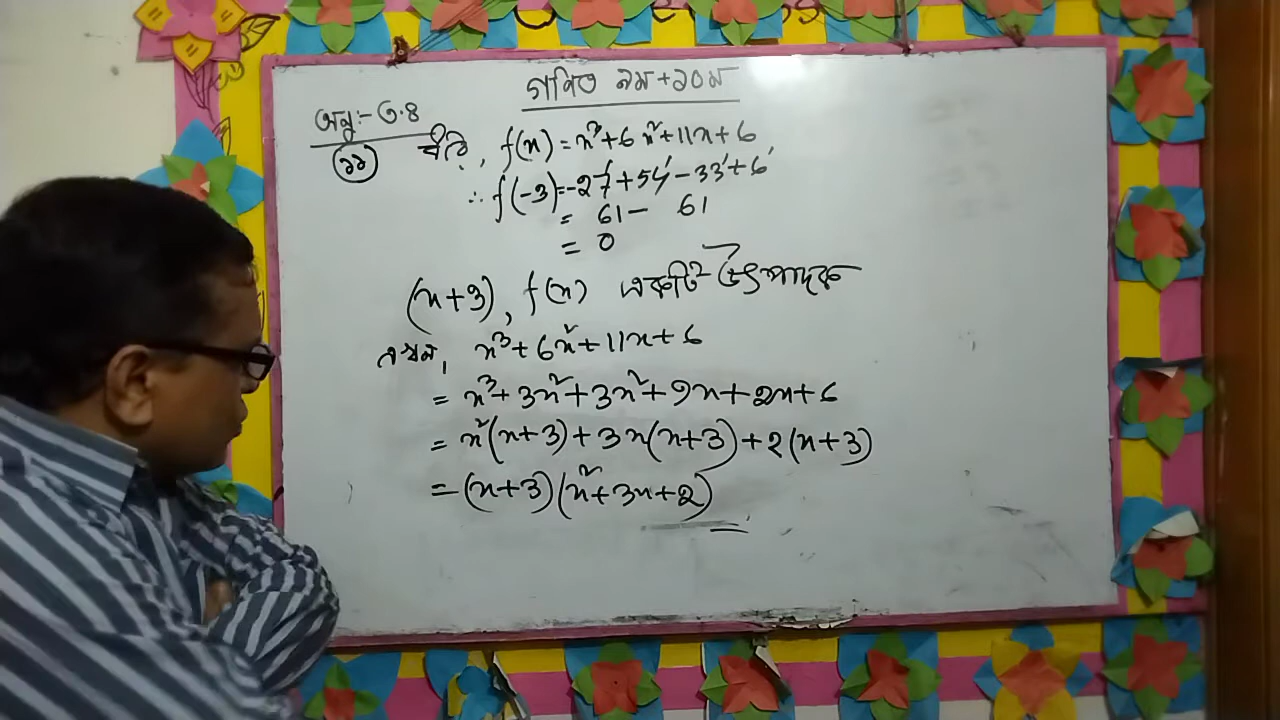 গণিত ৯ম+১০ম
অনু:- ৩.৪
১১ ধরি, f(x) = x³+6x²+11x+6
∴ f(-3) = -27+54-33+6
= 61- 61
= 0
(x+3), f(x) একটি উৎপাদক
এখন, x³+6x²+11x+6
= x³+3x²+3x²+9x+2x+6
= x²(x+3)+3x(x+3)+2(x+3)
= (x+3)(x²+3x+2)